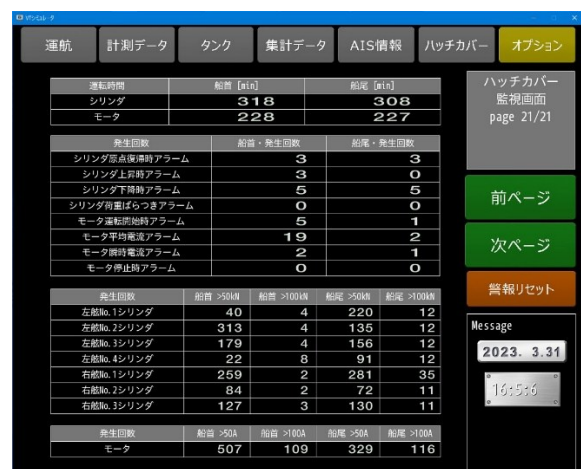 運航 計測データ タンク 集計データ AIS情報 ハッチカバー オプション
運転時間 船首 [min] 船尾 [min]
シリンダ 318 308
モータ 228 227
発生回数 船首・発生回数 船尾・発生回数
シリンダ原点復帰時アラーム 3 3
シリンダ上昇時アラーム 3 0
シリンダ下降時アラーム 5 5
シリンダ荷重ばらつきアラーム 0 0
モータ運転開始時アラーム 5 1
モータ平均電流アラーム 19 2
モータ瞬時電流アラーム 2 1
モータ停止時アラーム 0 0
発生回数 船首 >50kN 船首 >100kN 船尾 >50kN 船尾 >100kN
左舷No.1シリンダ 40 4 220 12
左舷No.2シリンダ 313 4 135 12
左舷No.3シリンダ 179 4 156 12
左舷No.4シリンダ 22 8 91 12
右舷No.1シリンダ 259 2 281 35
右舷No.2シリンダ 84 2 72 11
右舷No.3シリンダ 127 3 130 11
発生回数 船首 >50A 船首 >100A 船尾 >50A 船尾 >100A
モータ 507 109 329 116
ハッチカバー
監視画面
page 21/21
前ページ
次ページ
警報リセット
Message
2023. 3.31
16:5:6